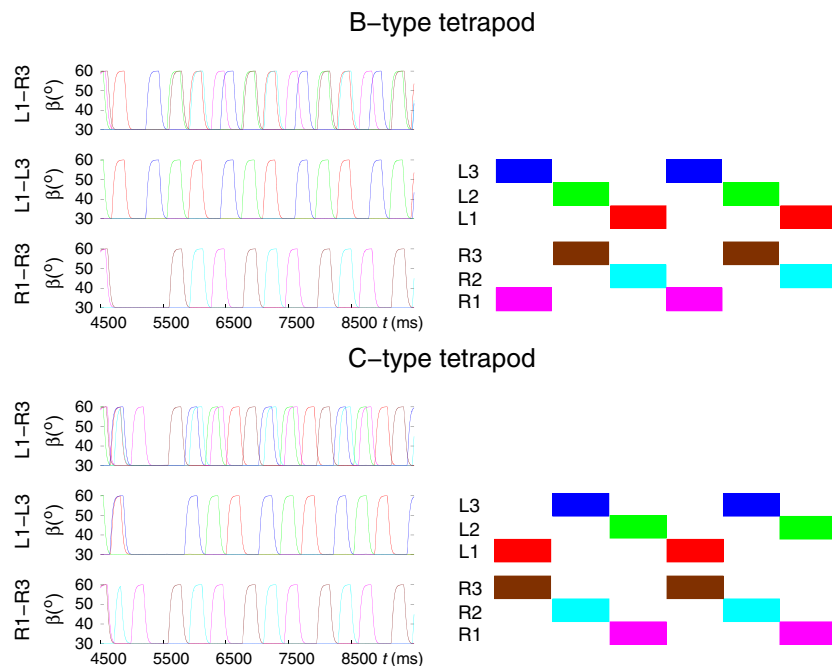 B−type tetrapod
L1−R3
β(°)
60
50
40
30
L1−L3
β(°)
60
50
40
30
R1−R3
β(°)
60
50
40
30
4500 5500 6500 7500 8500 t (ms)
L3
L2
L1
R3
R2
R1
C−type tetrapod
L1−R3
β(°)
60
50
40
30
L1−L3
β(°)
60
50
40
30
R1−R3
β(°)
60
50
40
30
4500 5500 6500 7500 8500 t (ms)
L3
L2
L1
R3
R2
R1